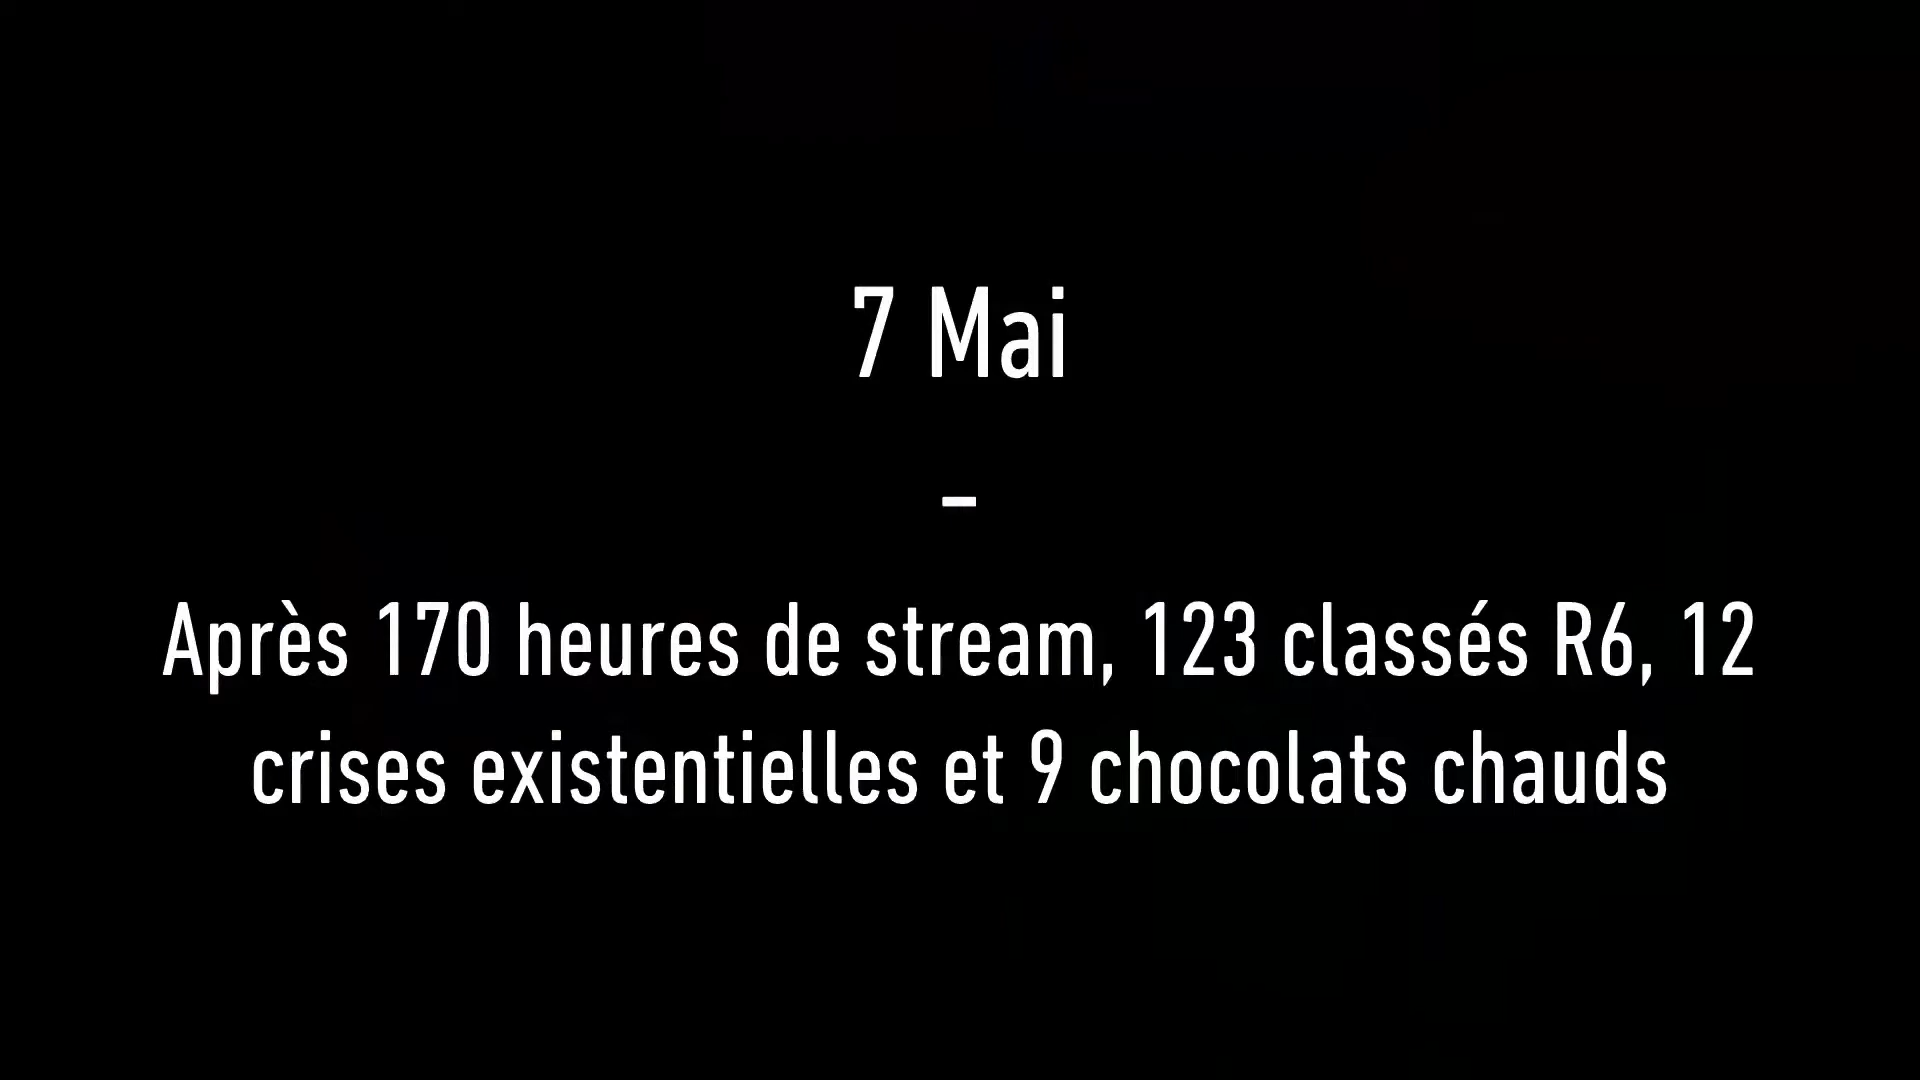 7 Mai
-
Après 170 heures de stream, 123 classés R6, 12
crises existentielles et 9 chocolats chauds